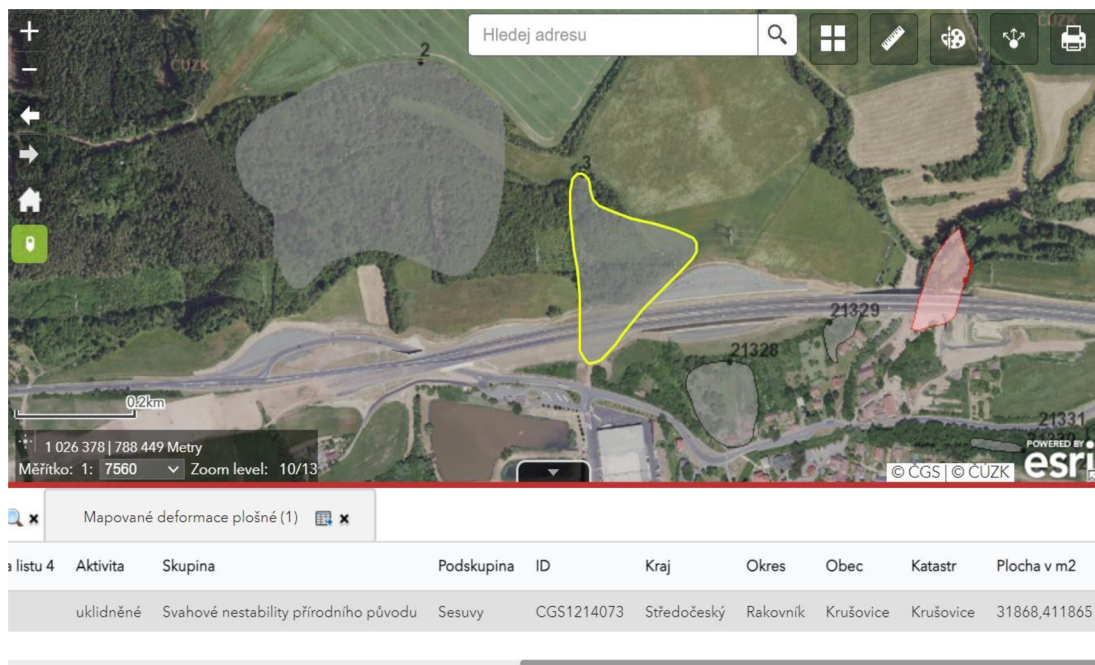 Hledej adresu
ČÚZK
ČÚZK
2
3
21329
21328
21331
0.2km
1 026 378 | 788 449 Metry
Měřítko: 1: 7560 Zoom level: 10/13
POWERED BY
esri
© ČGS | © ČÚZK
Mapované deformace plošné (1)
listu 4 Aktivita Skupina Podskupina ID Kraj Okres Obec Katastr Plocha v m2
uklidněné Svahové nestability přírodního původu Sesuvy CGS1214073 Středočeský Rakovník Krušovice Krušovice 31868,411865